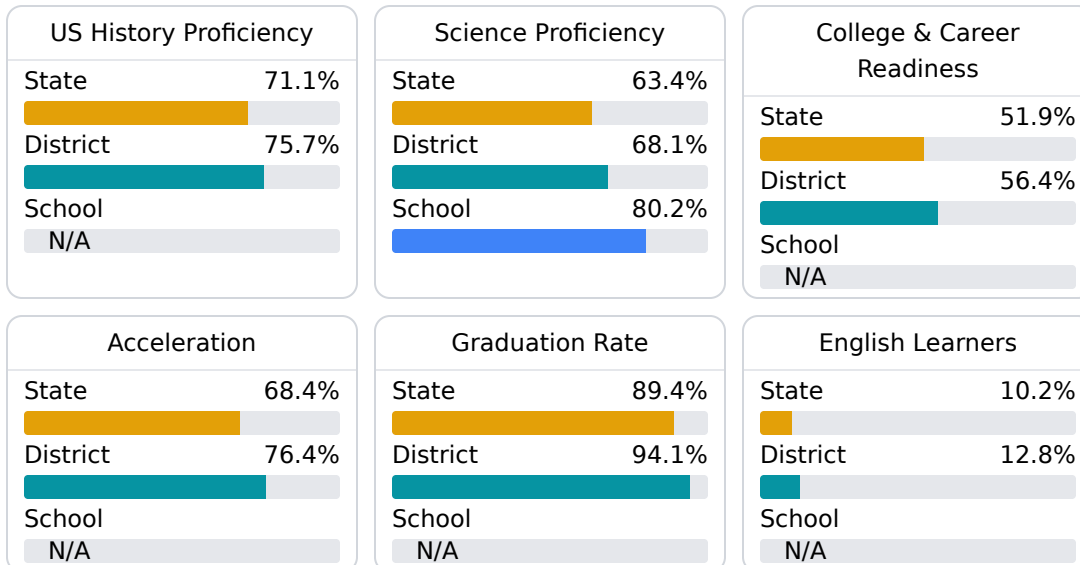 US History Proficiency
State 71.1%
District 75.7%
School
N/A
Science Proficiency
State 63.4%
District 68.1%
School 80.2%
College & Career
Readiness
State 51.9%
District 56.4%
School
N/A
Acceleration
State 68.4%
District 76.4%
School
N/A
Graduation Rate
State 89.4%
District 94.1%
School
N/A
English Learners
State 10.2%
District 12.8%
School
N/A